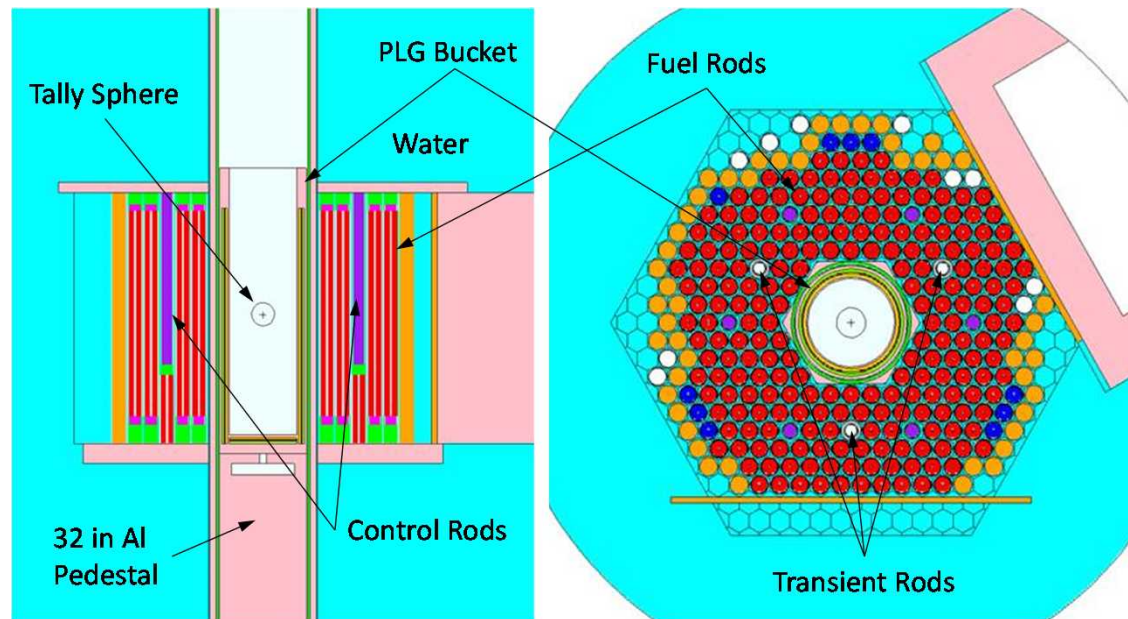 PLG Bucket
Fuel Rods
Tally Sphere
Water
32 in Al
Pedestal
Control Rods
Transient Rods